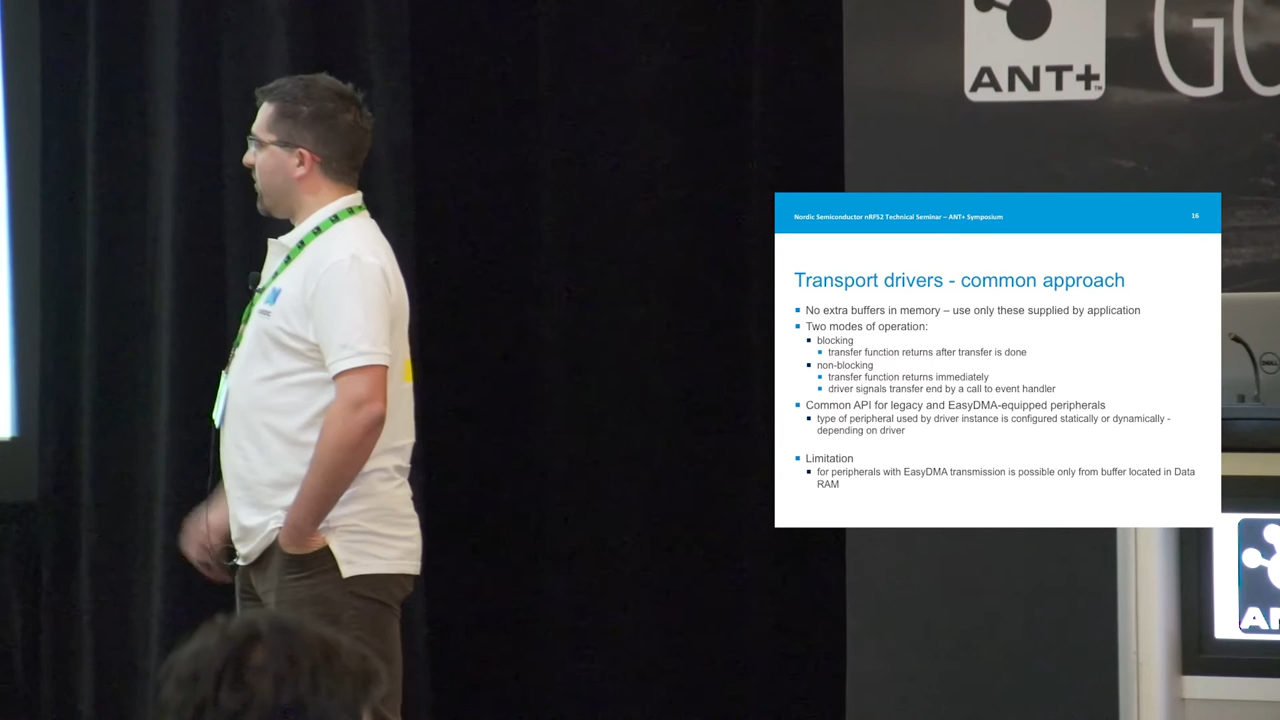 ANT+
GO
Nordic Semiconductor nRF52 Technical Seminar – ANT+ Symposium
16
Transport drivers - common approach
No extra buffers in memory – use only these supplied by application
Two modes of operation:
blocking
transfer function returns after transfer is done
non-blocking
transfer function returns immediately
driver signals transfer end by a call to event handler
Common API for legacy and EasyDMA-equipped peripherals
type of peripheral used by driver instance is configured statically or dynamically -
depending on driver
Limitation
for peripherals with EasyDMA transmission is possible only from buffer located in Data
RAM
DELL